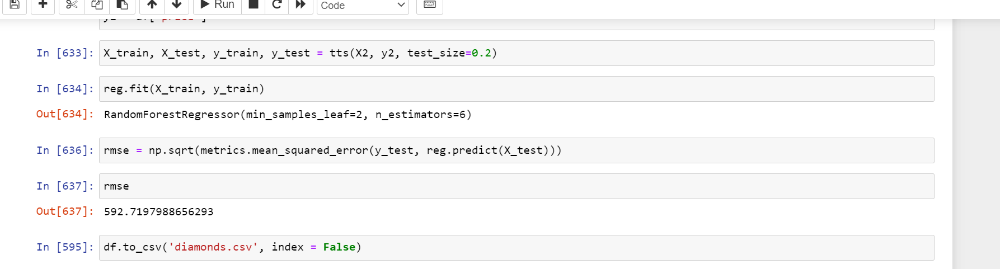 Run
Code
In [633]: X_train, X_test, y_train, y_test = tts(X2, y2, test_size=0.2)
In [634]: reg.fit(X_train, y_train)
Out[634]: RandomForestRegressor(min_samples_leaf=2, n_estimators=6)
In [636]: rmse = np.sqrt(metrics.mean_squared_error(y_test, reg.predict(X_test)))
In [637]: rmse
Out[637]: 592.7197988656293
In [595]: df.to_csv('diamonds.csv', index = False)